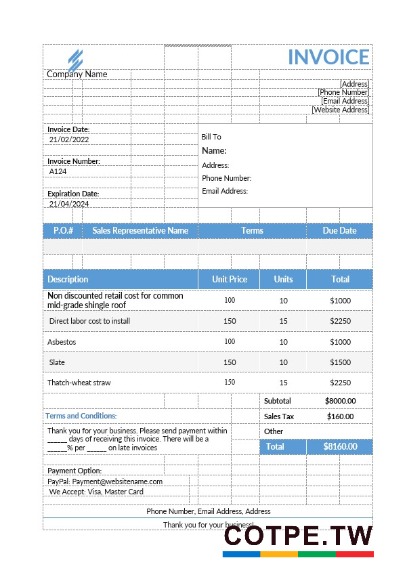 INVOICE
Company Name
[Address]
[Phone Number]
[Email Address]
[Website Address]
Invoice Date:
21/02/2022
Bill To
Name:
Invoice Number:
A124
Address:
Phone Number:
Expiration Date:
21/04/2024
Email Address:
P.O.# Sales Representative Name Terms Due Date
Description Unit Price Units Total
Non discounted retail cost for common
mid-grade shingle roof 100 10 $1000
Direct labor cost to install 150 15 $2250
Asbestos 100 10 $1000
Slate 150 10 $1500
Thatch-wheat straw 150 15 $2250
Subtotal $8000.00
Terms and Conditions: Sales Tax $160.00
Thank you for your business. Please send payment within Other
______ days of receiving this invoice. There will be a
______% per ______ on late invoices Total $8160.00
Payment Option:
PayPal: Payment@websitename.com
We Accept: Visa, Master Card
Phone Number, Email Address, Address
Thank you for your business!
COTPE.TW